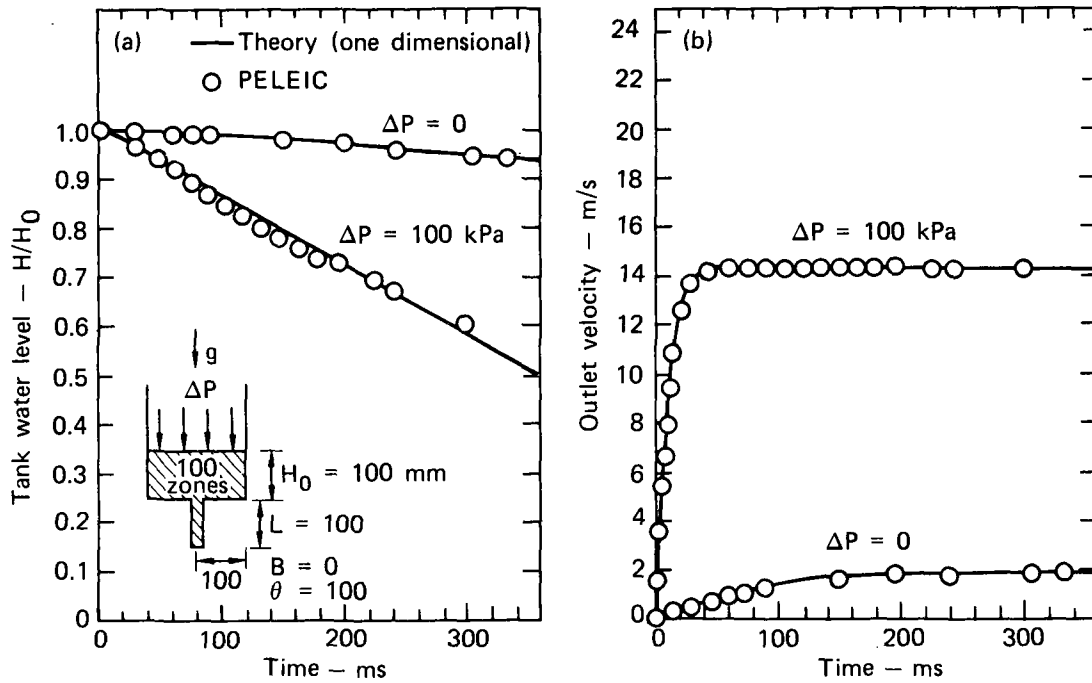 (a)
Theory (one dimensional)
PELEIC
ΔP = 0
ΔP = 100 kPa
1.0
0.9
0.8
0.7
0.6
0.5
0.4
0.3
0.2
0.1
0
Tank water level — H/H₀
g
ΔP
100
zones
H₀ = 100 mm
L = 100
100
B = 0
θ = 100
0
100
200
300
Time — ms
(b)
24
22
20
18
16
14
12
10
8
6
4
2
0
Outlet velocity — m/s
ΔP = 100 kPa
ΔP = 0
0
100
200
300
Time — ms